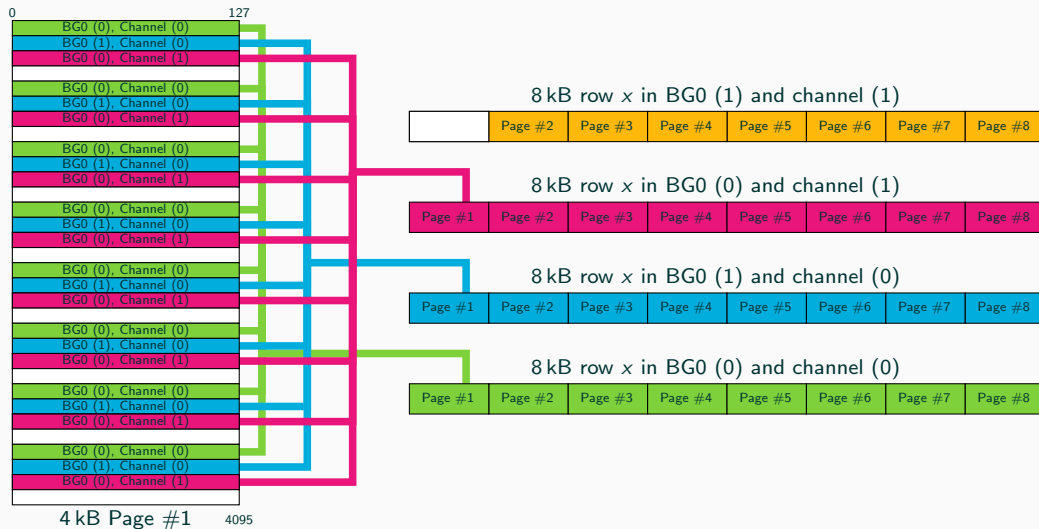 0 127
BG0 (0), Channel (0)
BG0 (1), Channel (0)
BG0 (0), Channel (1)
BG0 (0), Channel (0)
BG0 (1), Channel (0)
BG0 (0), Channel (1)
BG0 (0), Channel (0)
BG0 (1), Channel (0)
BG0 (0), Channel (1)
BG0 (0), Channel (0)
BG0 (1), Channel (0)
BG0 (0), Channel (1)
BG0 (0), Channel (0)
BG0 (1), Channel (0)
BG0 (0), Channel (1)
BG0 (0), Channel (0)
BG0 (1), Channel (0)
BG0 (0), Channel (1)
BG0 (0), Channel (0)
BG0 (1), Channel (0)
BG0 (0), Channel (1)
BG0 (0), Channel (0)
BG0 (1), Channel (0)
BG0 (0), Channel (1)
4 kB Page #1 4095
8 kB row x in BG0 (1) and channel (1)
Page #2 Page #3 Page #4 Page #5 Page #6 Page #7 Page #8
8 kB row x in BG0 (0) and channel (1)
Page #1 Page #2 Page #3 Page #4 Page #5 Page #6 Page #7 Page #8
8 kB row x in BG0 (1) and channel (0)
Page #1 Page #2 Page #3 Page #4 Page #5 Page #6 Page #7 Page #8
8 kB row x in BG0 (0) and channel (0)
Page #1 Page #2 Page #3 Page #4 Page #5 Page #6 Page #7 Page #8